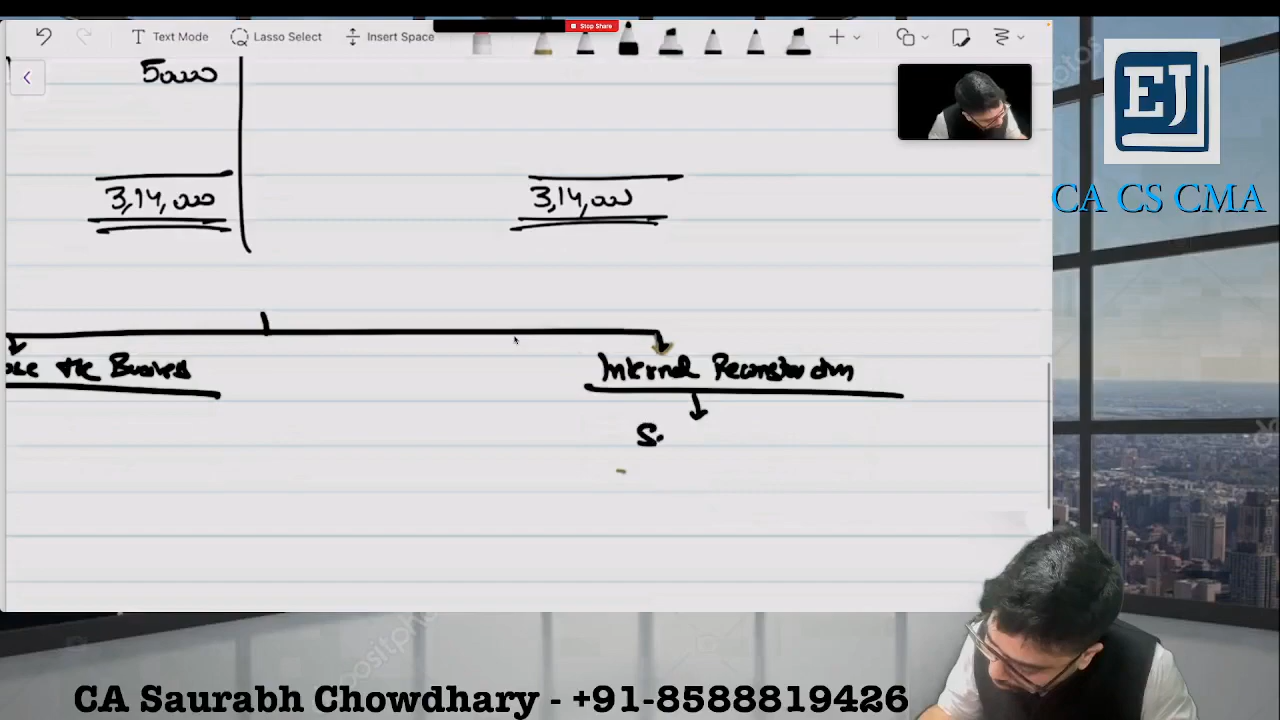 Text Mode
Lasso Select
Insert Space
Stop Share
EJ
CA CS CMA
50000
3,14,000
3,14,000
the Business
Internal Reconstruction
S.
CA Saurabh Chowdhary - +91-8588819426